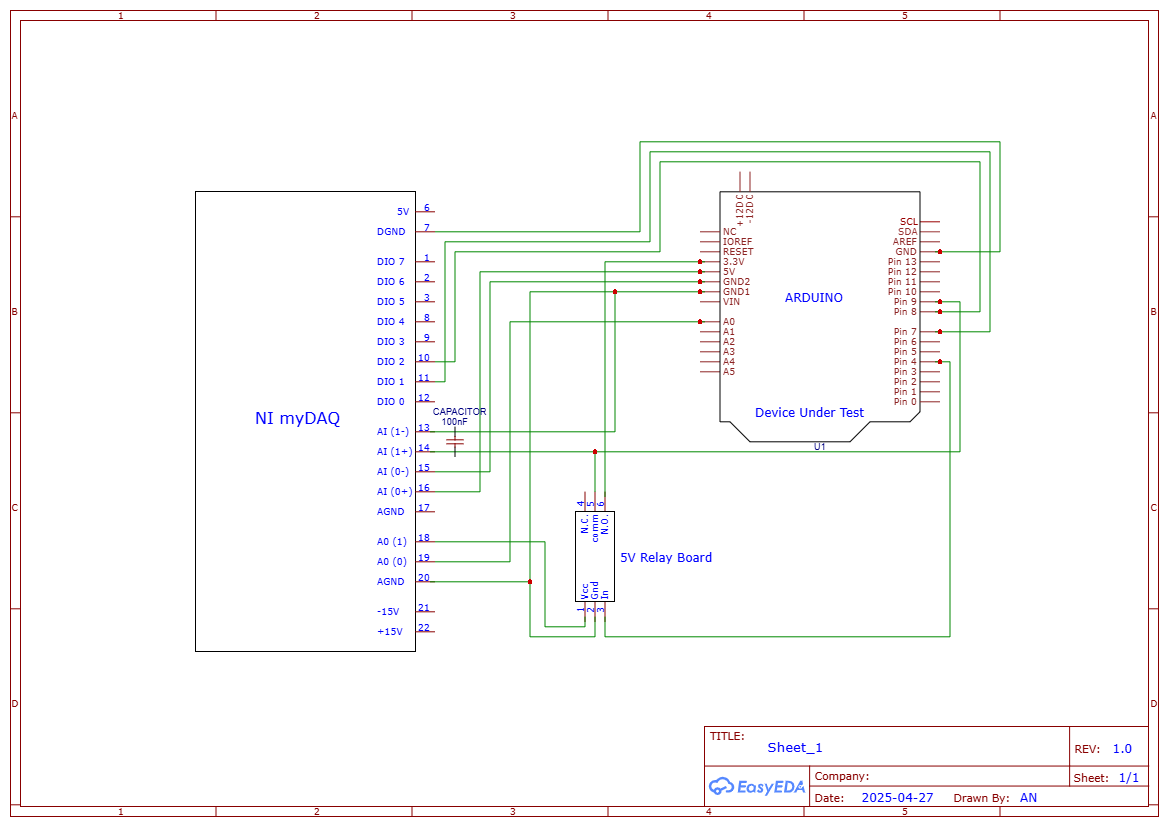 1 2 3 4 5
A A
B B
C C
D D
1 2 3 4 5
NI myDAQ
5V 6
DGND 7
DIO 7 1
DIO 6 2
DIO 5 3
DIO 4 8
DIO 3 9
DIO 2 10
DIO 1 11
DIO 0 12
AI (1-) 13
AI (1+) 14
AI (0-) 15
AI (0+) 16
AGND 17
A0 (1) 18
A0 (0) 19
AGND 20
-15V 21
+15V 22
CAPACITOR
100nF
+12DC
-12DC
NC
IOREF
RESET
3.3V
5V
GND2
GND1
VIN
A0
A1
A2
A3
A4
A5
ARDUINO
SCL
SDA
AREF
GND
Pin 13
Pin 12
Pin 11
Pin 10
Pin 9
Pin 8
Pin 7
Pin 6
Pin 5
Pin 4
Pin 3
Pin 2
Pin 1
Pin 0
Device Under Test
U1
4 5 6
N.C.
comm
N.O.
5V Relay Board
Vcc
Gnd
In
1 2 3
TITLE:
Sheet_1
REV: 1.0
EasyEDA
Company:
Sheet: 1/1
Date: 2025-04-27 Drawn By: AN